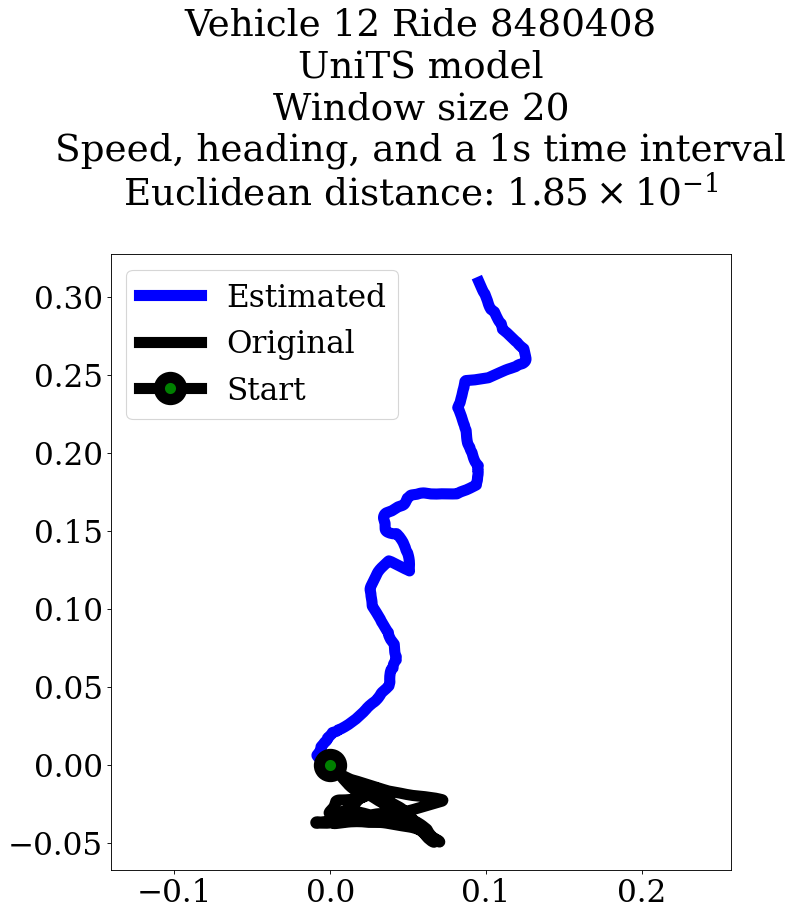 Vehicle 12 Ride 8480408
UniTS model
Window size 20
Speed, heading, and a 1s time interval
Euclidean distance: 1.85 × 10⁻¹
Estimated
Original
Start
0.30
0.25
0.20
0.15
0.10
0.05
0.00
−0.05
−0.1 0.0 0.1 0.2